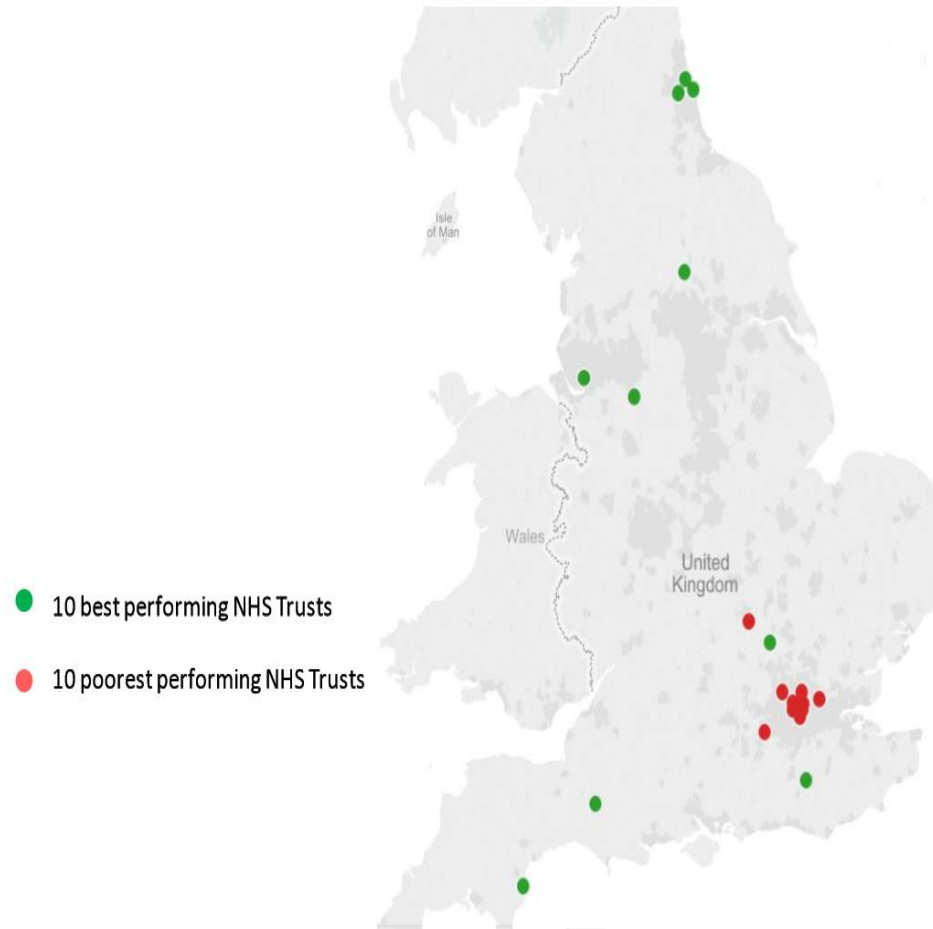 Isle
of Man
Wales
United
Kingdom
10 best performing NHS Trusts
10 poorest performing NHS Trusts